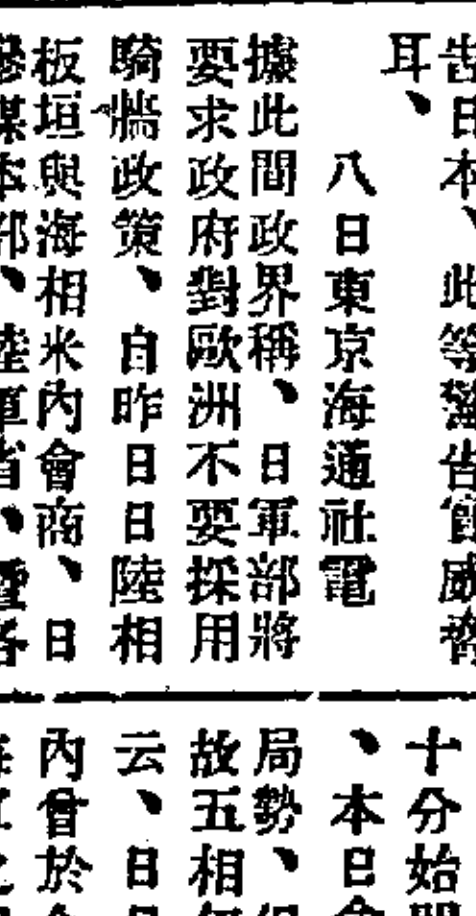 告日本、此等警告實威脅
耳、
八日東京海通社電
據此間政界稱、日軍部將
要求政府對歐洲不要採用
騎牆政策、自昨日日陸相
板垣與海相米內會商、日
參謀本部、陸軍省、
十分始
、本日會
局勢、
故五相
云、日
內曾於